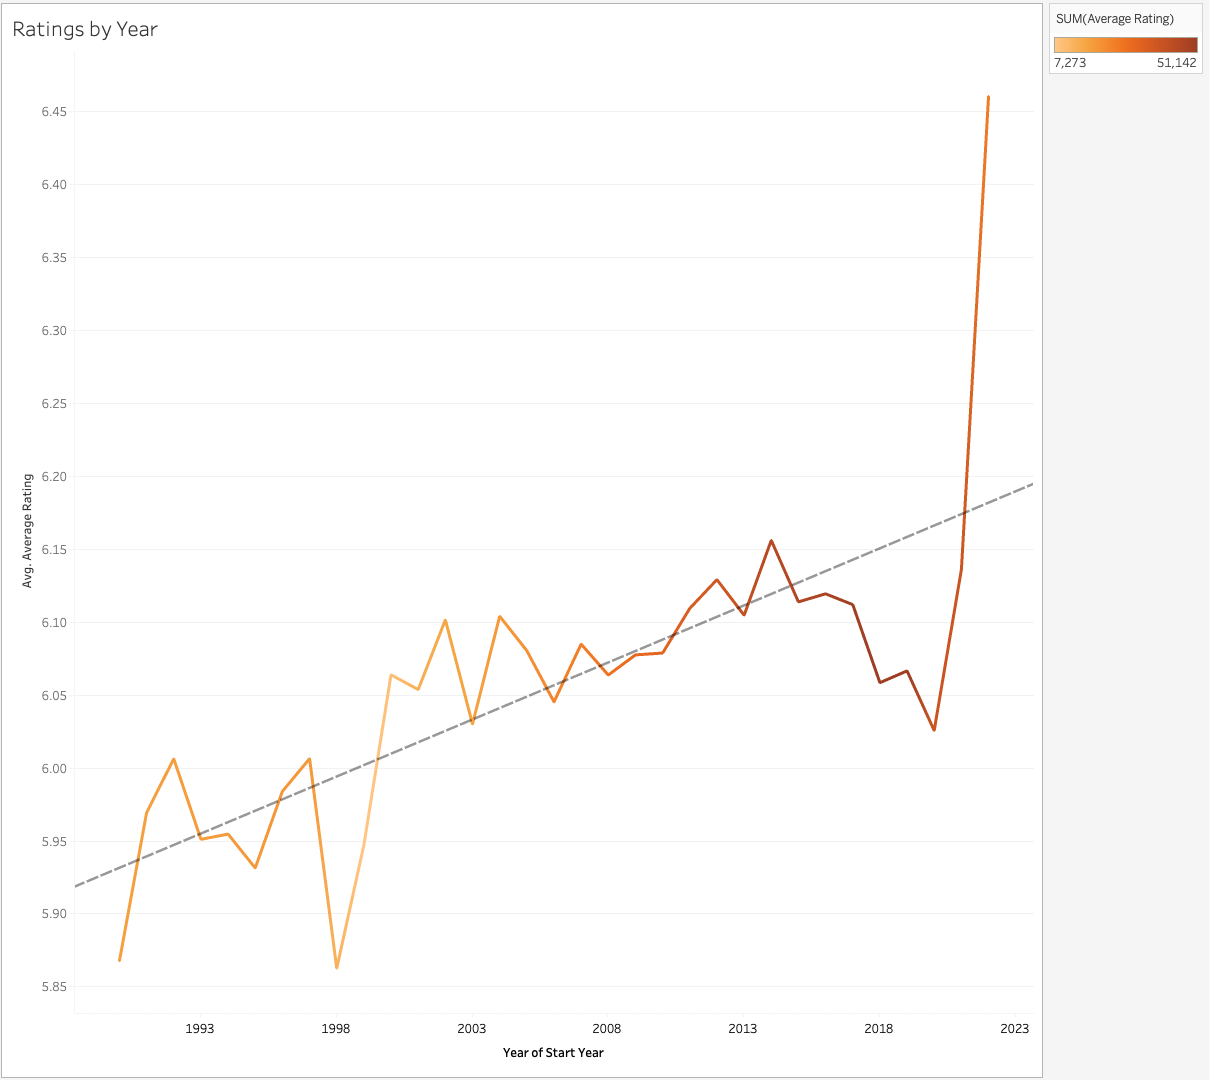 Ratings by Year
SUM(Average Rating)
7,273 51,142
6.45
6.40
6.35
6.30
6.25
6.20
6.15
6.10
6.05
6.00
5.95
5.90
5.85
Avg. Average Rating
1993 1998 2003 2008 2013 2018 2023
Year of Start Year